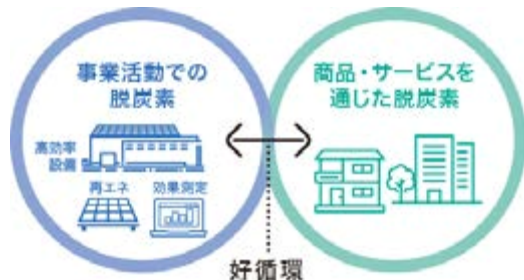 事業活動での
脱炭素
高効率
設備
再エネ
効果測定
商品・サービスを
通じた脱炭素
好循環